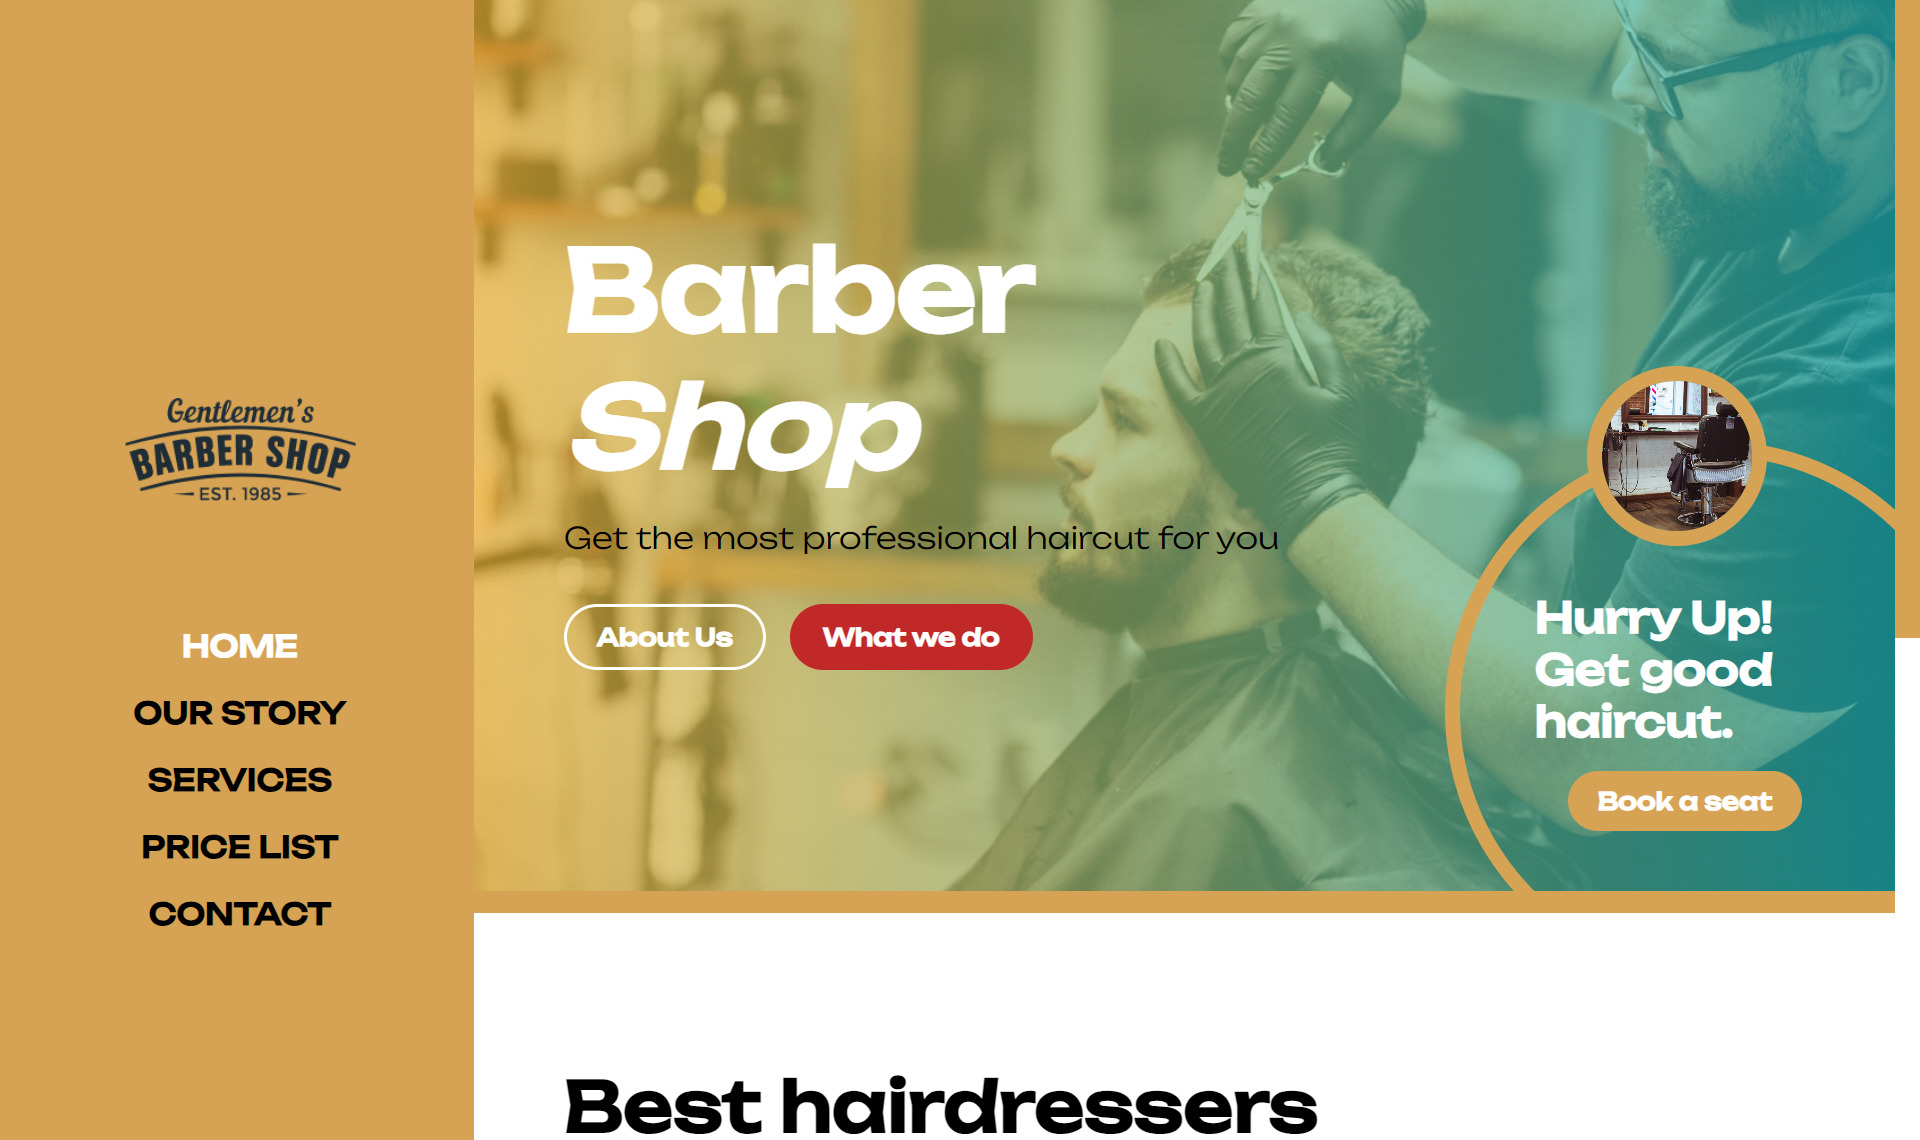 Gentlemen's
BARBER SHOP
EST. 1985
HOME
OUR STORY
SERVICES
PRICE LIST
CONTACT
Barber
Shop
Get the most professional haircut for you
About Us
What we do
Hurry Up!
Get good
haircut.
Book a seat
Best hairdressers